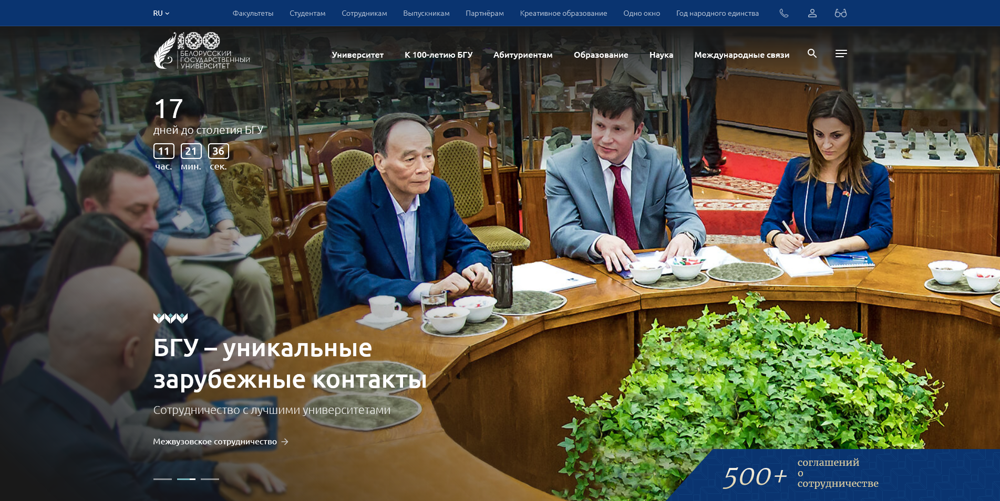 RU
Факультеты
Студентам
Сотрудникам
Выпускникам
Партнёрам
Креативное образование
Одно окно
Год народного единства
100
БЕЛОРУССКИЙ
ГОСУДАРСТВЕННЫЙ
УНИВЕРСИТЕТ
Университет
К 100-летию БГУ
Абитуриентам
Образование
Наука
Международные связи
17
дней до столетия БГУ
11 21 36
час. мин. сек.
БГУ – уникальные
зарубежные контакты
Сотрудничество с лучшими университетами
Межвузовское сотрудничество
500+
соглашений
о
сотрудничестве